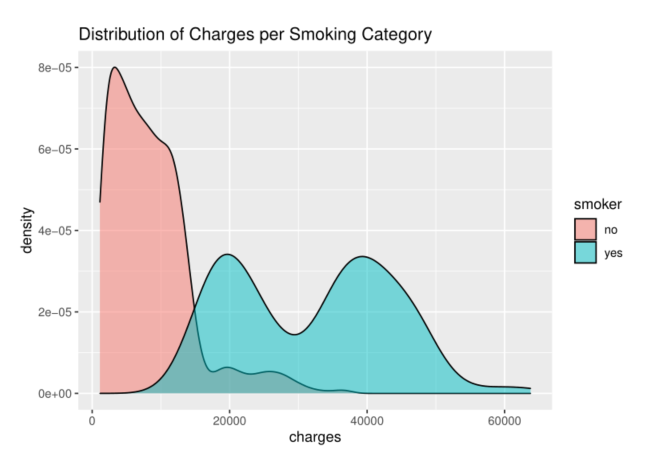 Distribution of Charges per Smoking Category
8e−05
6e−05
4e−05
2e−05
0e+00
density
0
20000
40000
60000
charges
smoker
no
yes